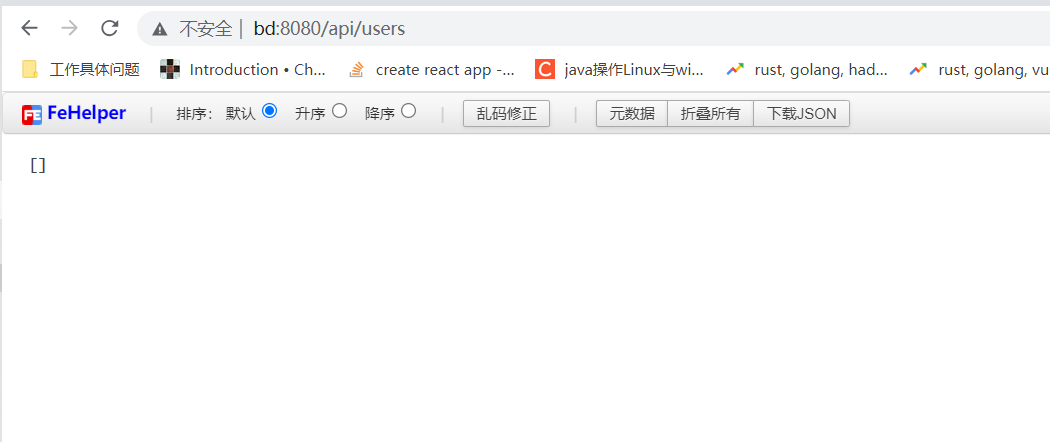 不安全 | bd:8080/api/users
工作具体问题 Introduction • Ch... create react app -... java操作Linux与wi... rust, golang, had... rust, golang, vu
FeHelper | 排序： 默认 升序 降序 | 乱码修正 | 元数据 折叠所有 下载JSON
[]